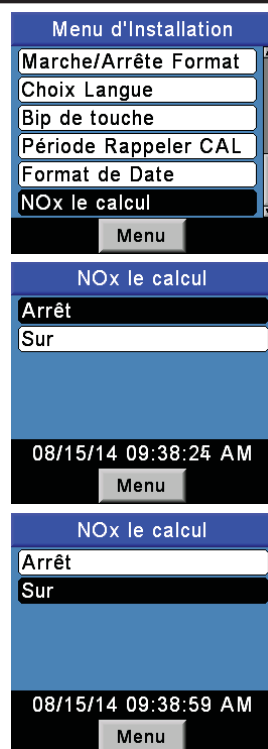 Menu d'Installation
Marche/Arrête Format
Choix Langue
Bip de touche
Période Rappeler CAL
Format de Date
NOx le calcul
Menu
NOx le calcul
Arrêt
Sur
08/15/14 09:38:25 AM
Menu
NOx le calcul
Arrêt
Sur
08/15/14 09:38:59 AM
Menu